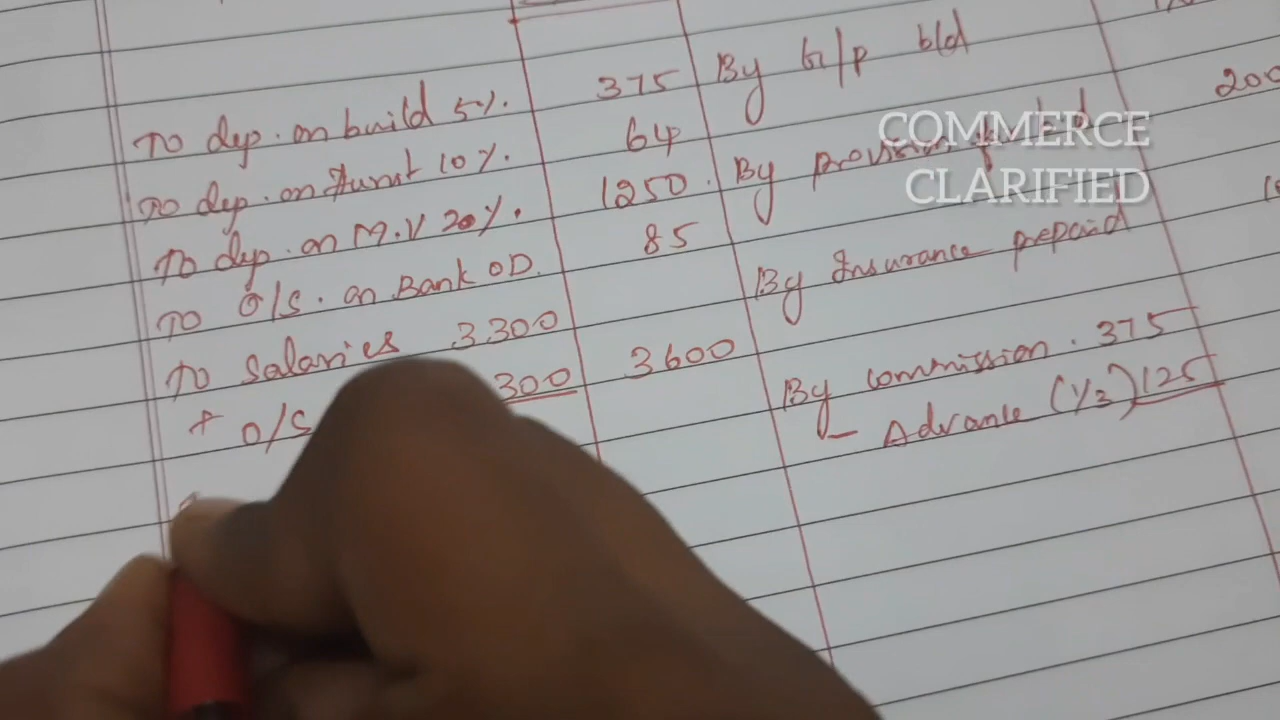 To dep. on build 5%. 375 By G/P b/d
To dep. on Furnt 10%. 64 By provision 200
To dep. on M.V 20%. 1250. By Insurance prepaid
To O/S. on Bank OD. 85
To Salaries 3300
+ O/S 300 3600
By commission. 375
- Advance (1/3) 125
COMMERCE
CLARIFIED